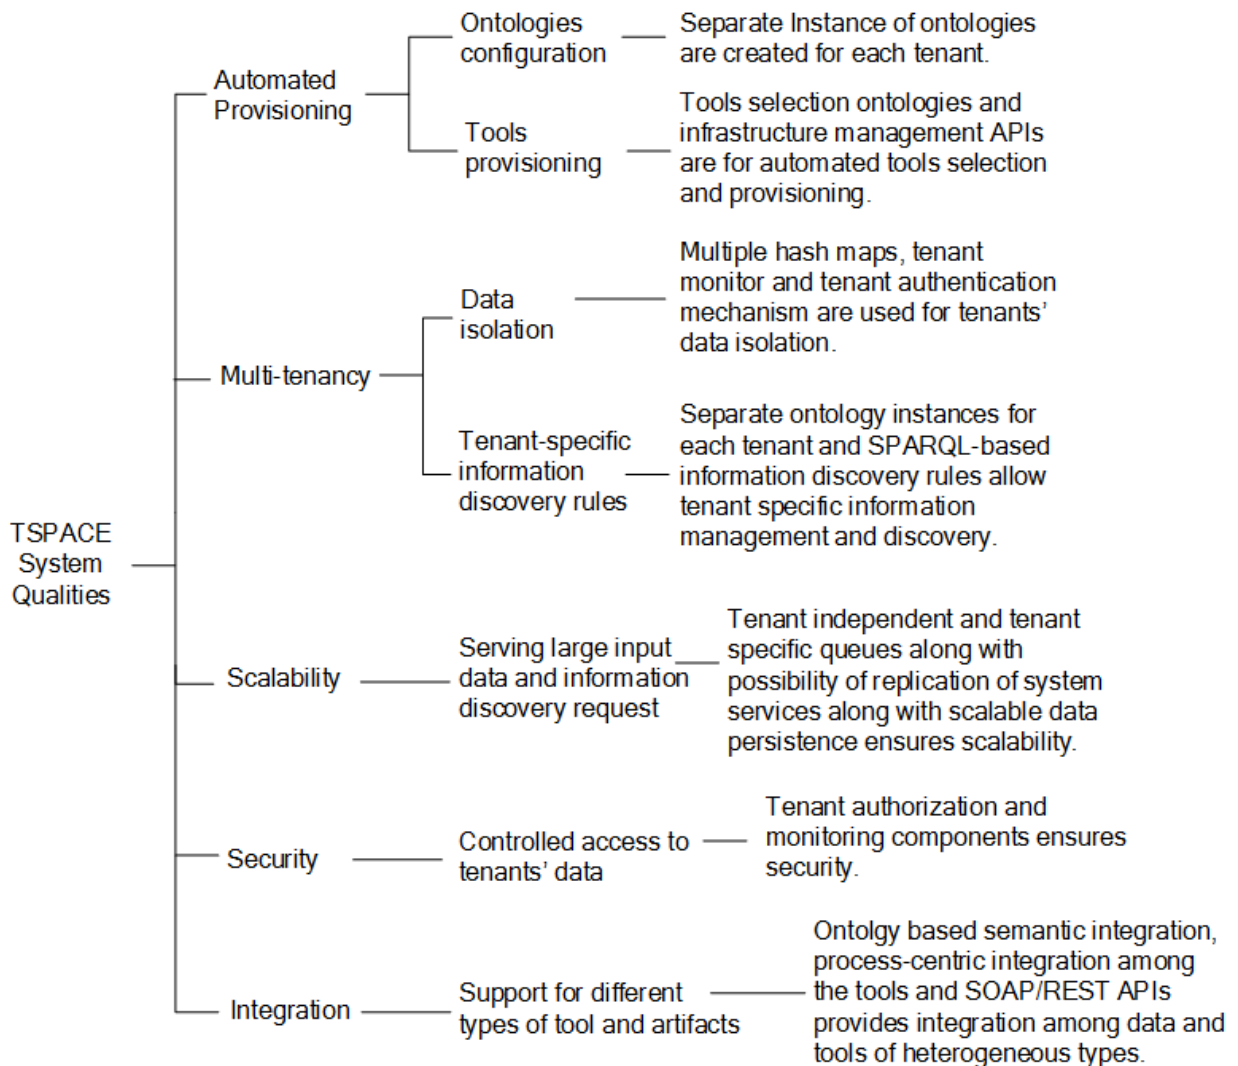 TSPACE
System
Qualities
Automated
Provisioning
Ontologies
configuration
Separate Instance of ontologies
are created for each tenant.
Tools
provisioning
Tools selection ontologies and
infrastructure management APIs
are for automated tools selection
and provisioning.
Multi-tenancy
Data
isolation
Multiple hash maps, tenant
monitor and tenant authentication
mechanism are used for tenants’
data isolation.
Tenant-specific
information
discovery rules
Separate ontology instances for
each tenant and SPARQL-based
information discovery rules allow
tenant specific information
management and discovery.
Scalability
Serving large input
data and information
discovery request
Tenant independent and tenant
specific queues along with
possibility of replication of system
services along with scalable data
persistence ensures scalability.
Security
Controlled access to
tenants’ data
Tenant authorization and
monitoring components ensures
security.
Integration
Support for different
types of tool and artifacts
Ontolgy based semantic integration,
process-centric integration among
the tools and SOAP/REST APIs
provides integration among data and
tools of heterogeneous types.